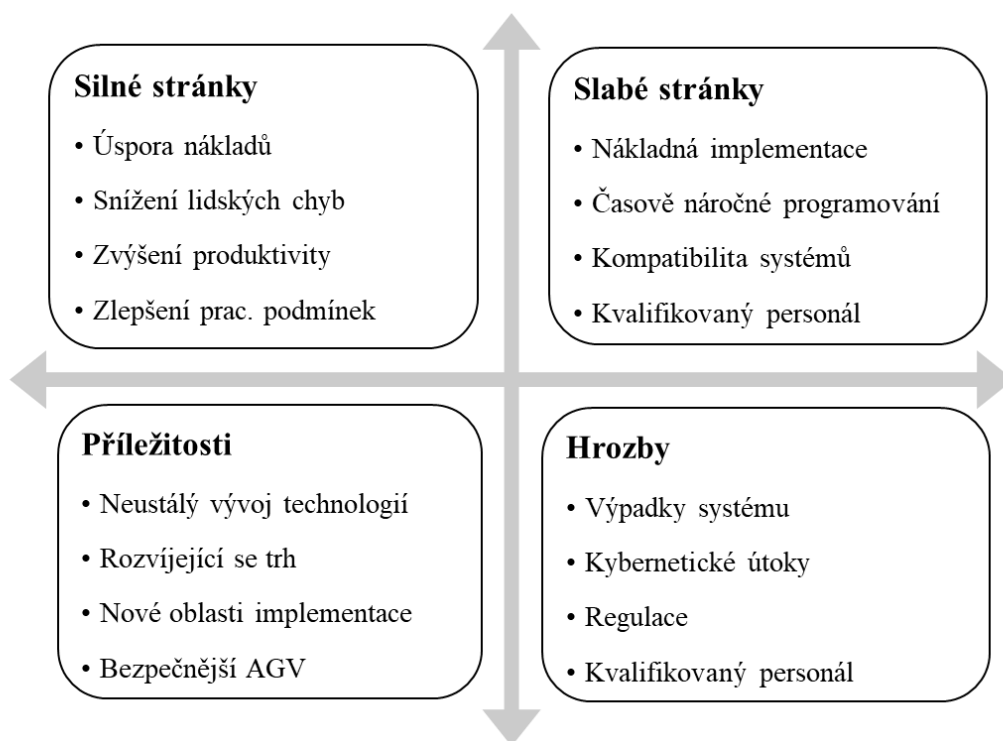 Silné stránky
• Úspora nákladů
• Snížení lidských chyb
• Zvýšení produktivity
• Zlepšení prac. podmínek
Slabé stránky
• Nákladná implementace
• Časově náročné programování
• Kompatibilita systémů
• Kvalifikovaný personál
Příležitosti
• Neustálý vývoj technologií
• Rozvíjející se trh
• Nové oblasti implementace
• Bezpečnější AGV
Hrozby
• Výpadky systému
• Kybernetické útoky
• Regulace
• Kvalifikovaný personál